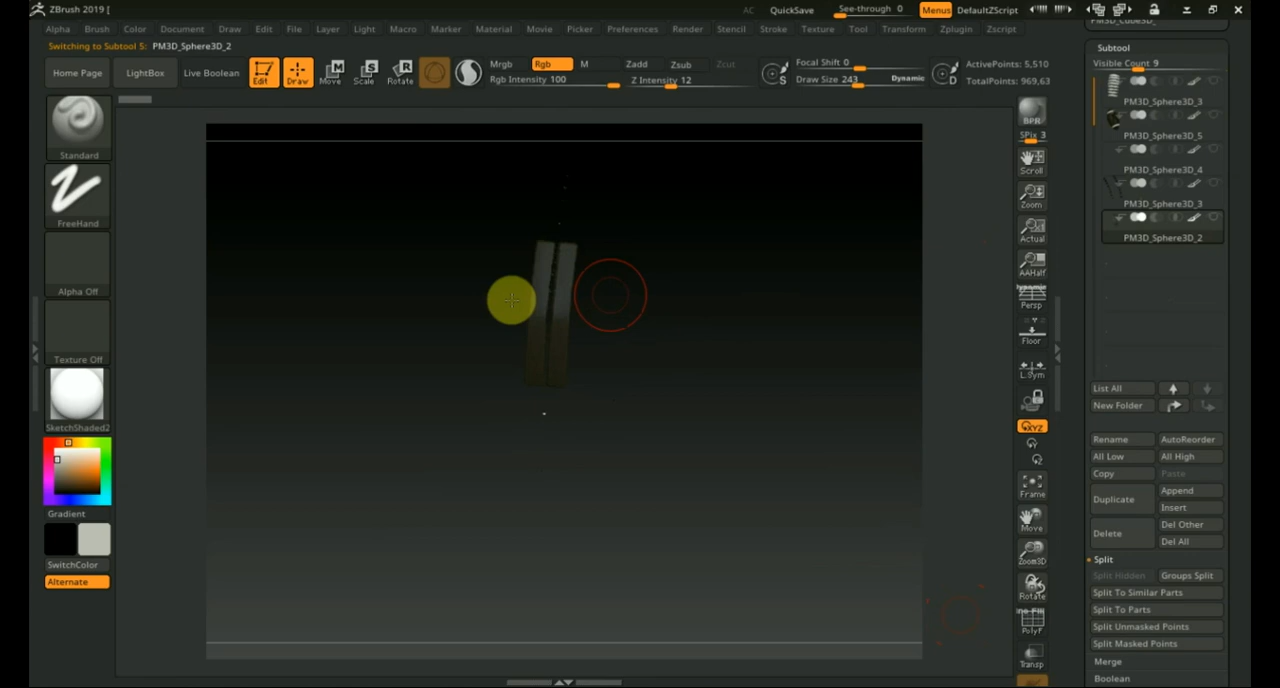 ZBrush 2019 [
AC QuickSave See-through 0 Menus DefaultZScript
Alpha Brush Color Document Draw Edit File Layer Light Macro Marker Material Movie Picker Preferences Render Stencil Stroke Texture Tool Transform Zplugin Zscript
Switching to Subtool 5: PM3D_Sphere3D_2
Home Page LightBox Live Boolean Edit Draw Move Scale Rotate
Mrgb Rgb M Zadd Zsub Zcut
Rgb Intensity 100 Z Intensity 12
Focal Shift 0
Draw Size 243 Dynamic
ActivePoints: 5,510
TotalPoints: 969,63
Standard
FreeHand
Alpha Off
Texture Off
SketchShaded2
Gradient
SwitchColor
Alternate
BPR
SPix 3
Scroll
Zoom
Actual
AAHalf
Dynamic
Persp
Floor
L.Sym
XYZ
Frame
Move
Zoom3D
Rotate
Line Fill
PolyF
Transp
PM3D_Cube3D_
Subtool
Visible Count 9
PM3D_Sphere3D_3
PM3D_Sphere3D_5
PM3D_Sphere3D_4
PM3D_Sphere3D_3
PM3D_Sphere3D_2
List All
New Folder
Rename AutoReorder
All Low All High
Copy Paste
Duplicate Append
Insert
Delete Del Other
Del All
Split
Split Hidden Groups Split
Split To Similar Parts
Split To Parts
Split Unmasked Points
Split Masked Points
Merge
Boolean